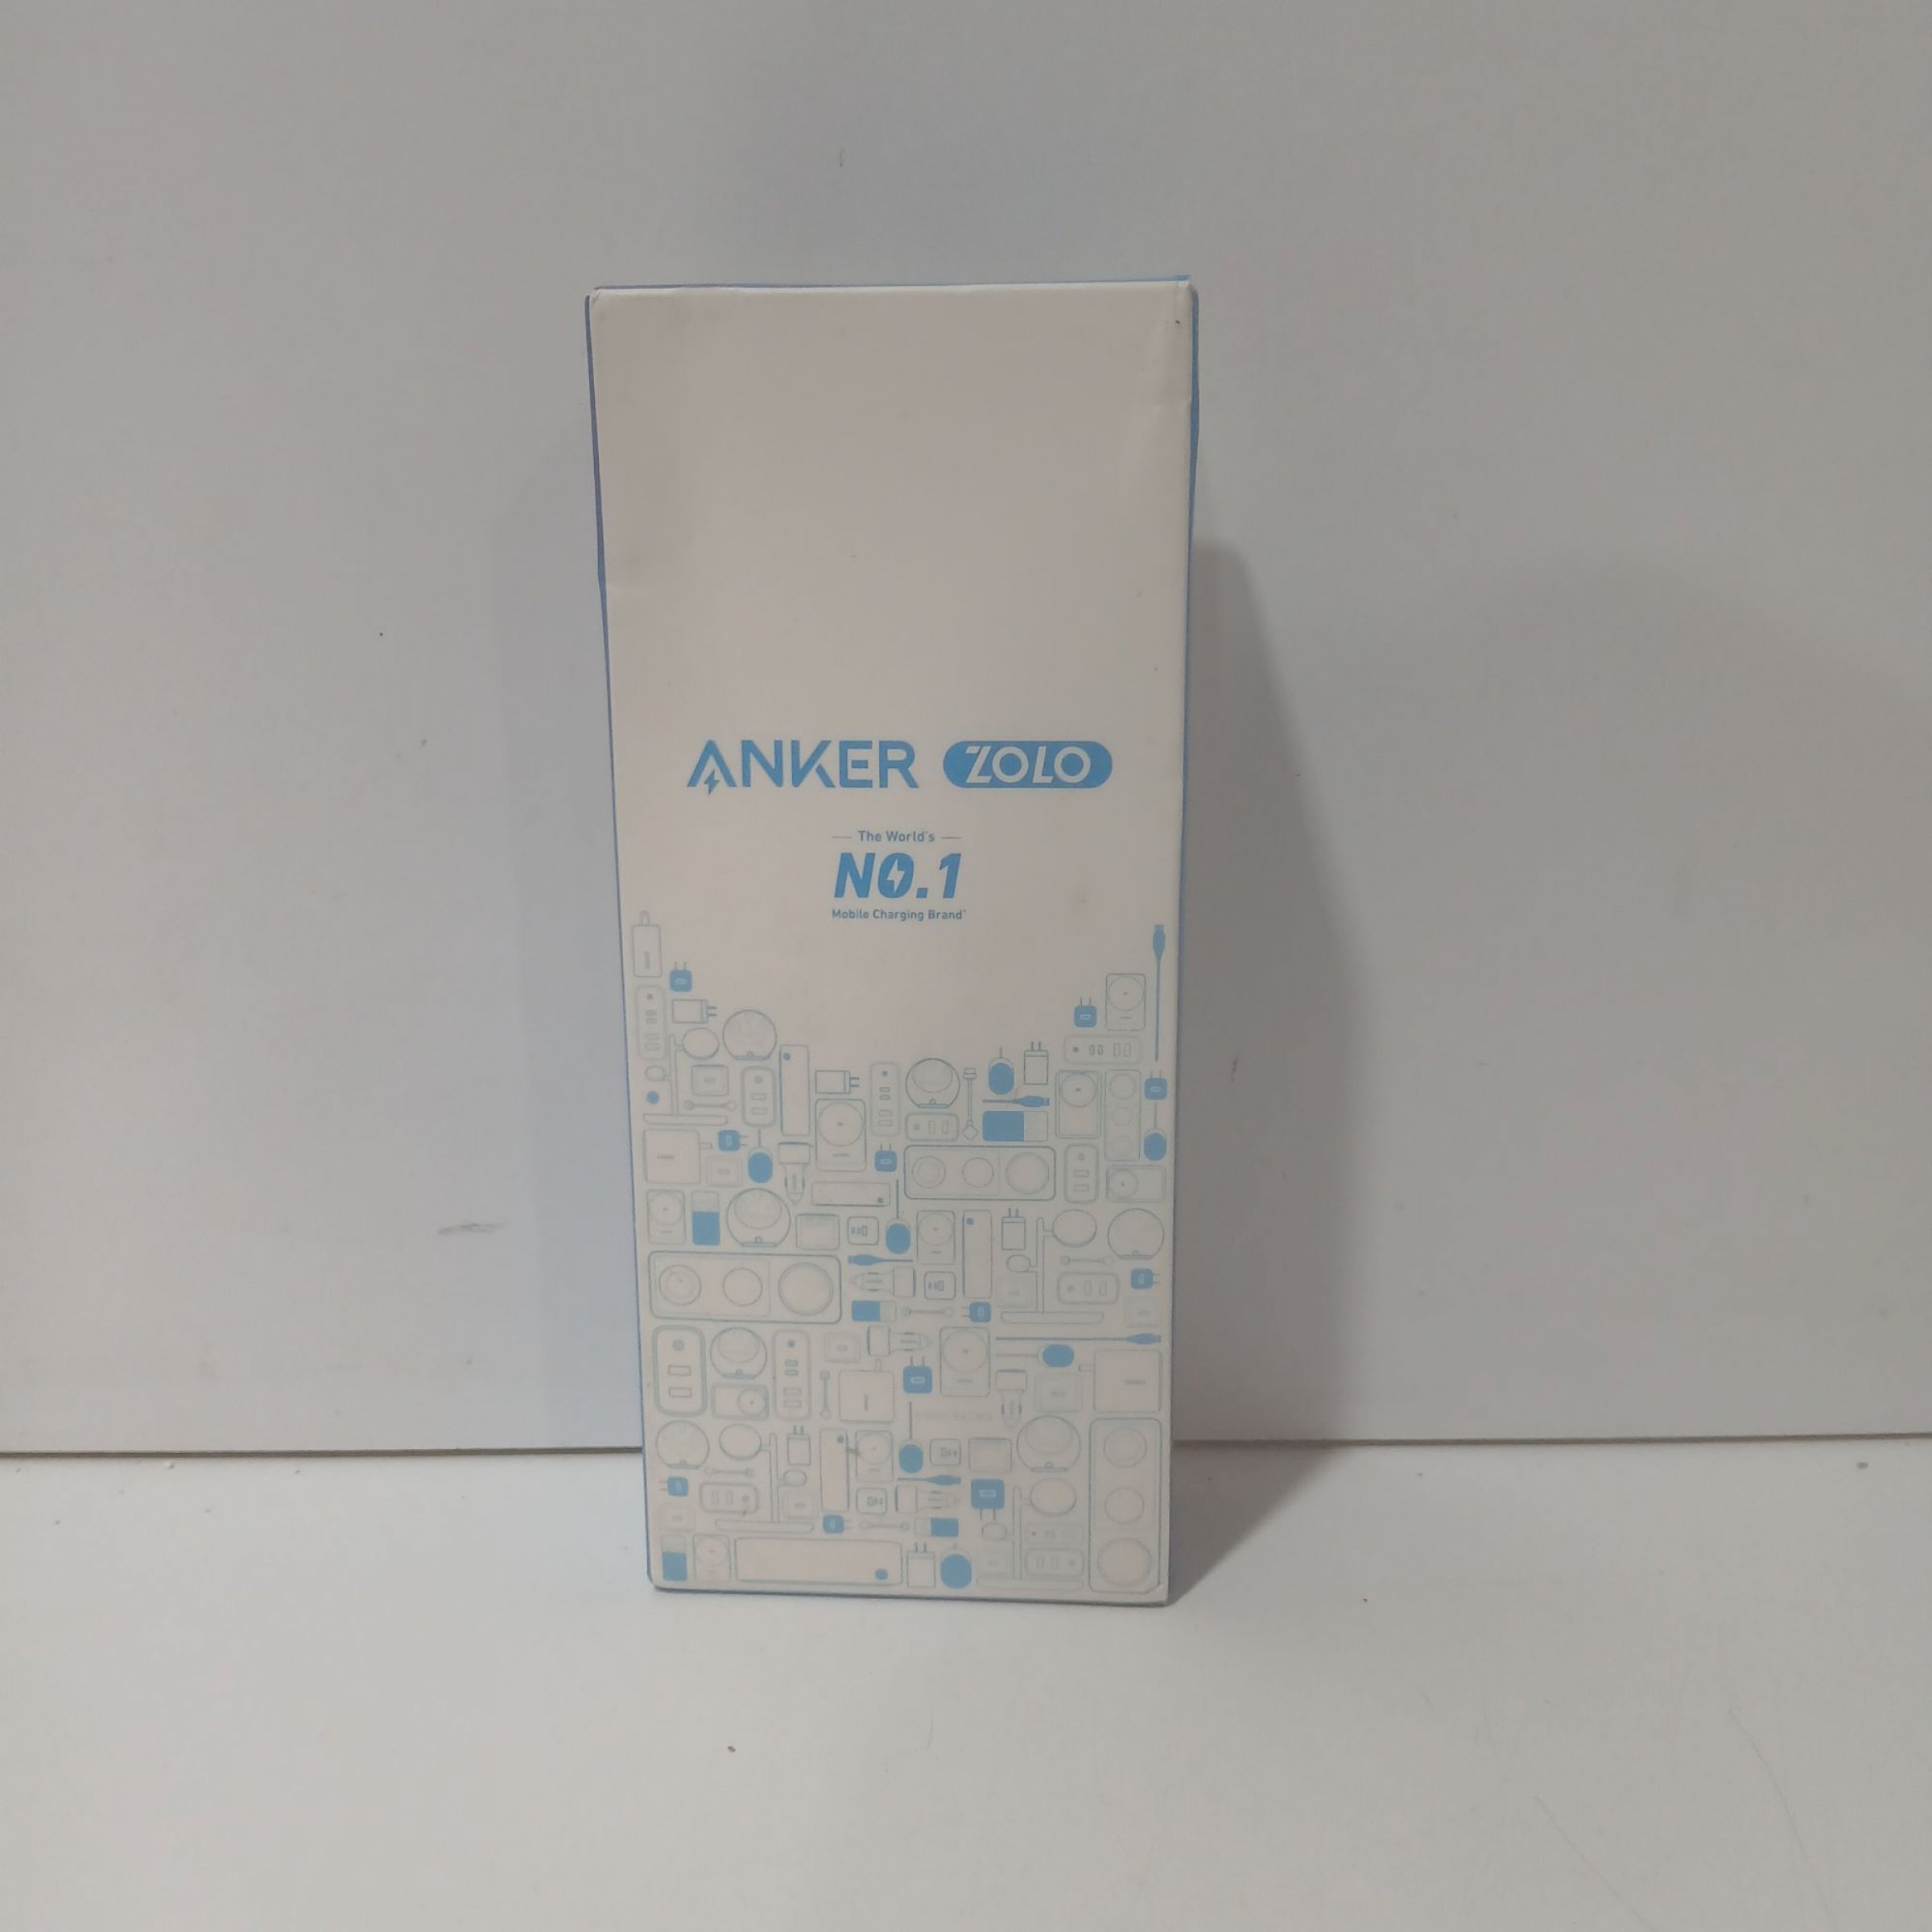 ANKER ZOLO
The World's
NO.1
Mobile Charging Brand*